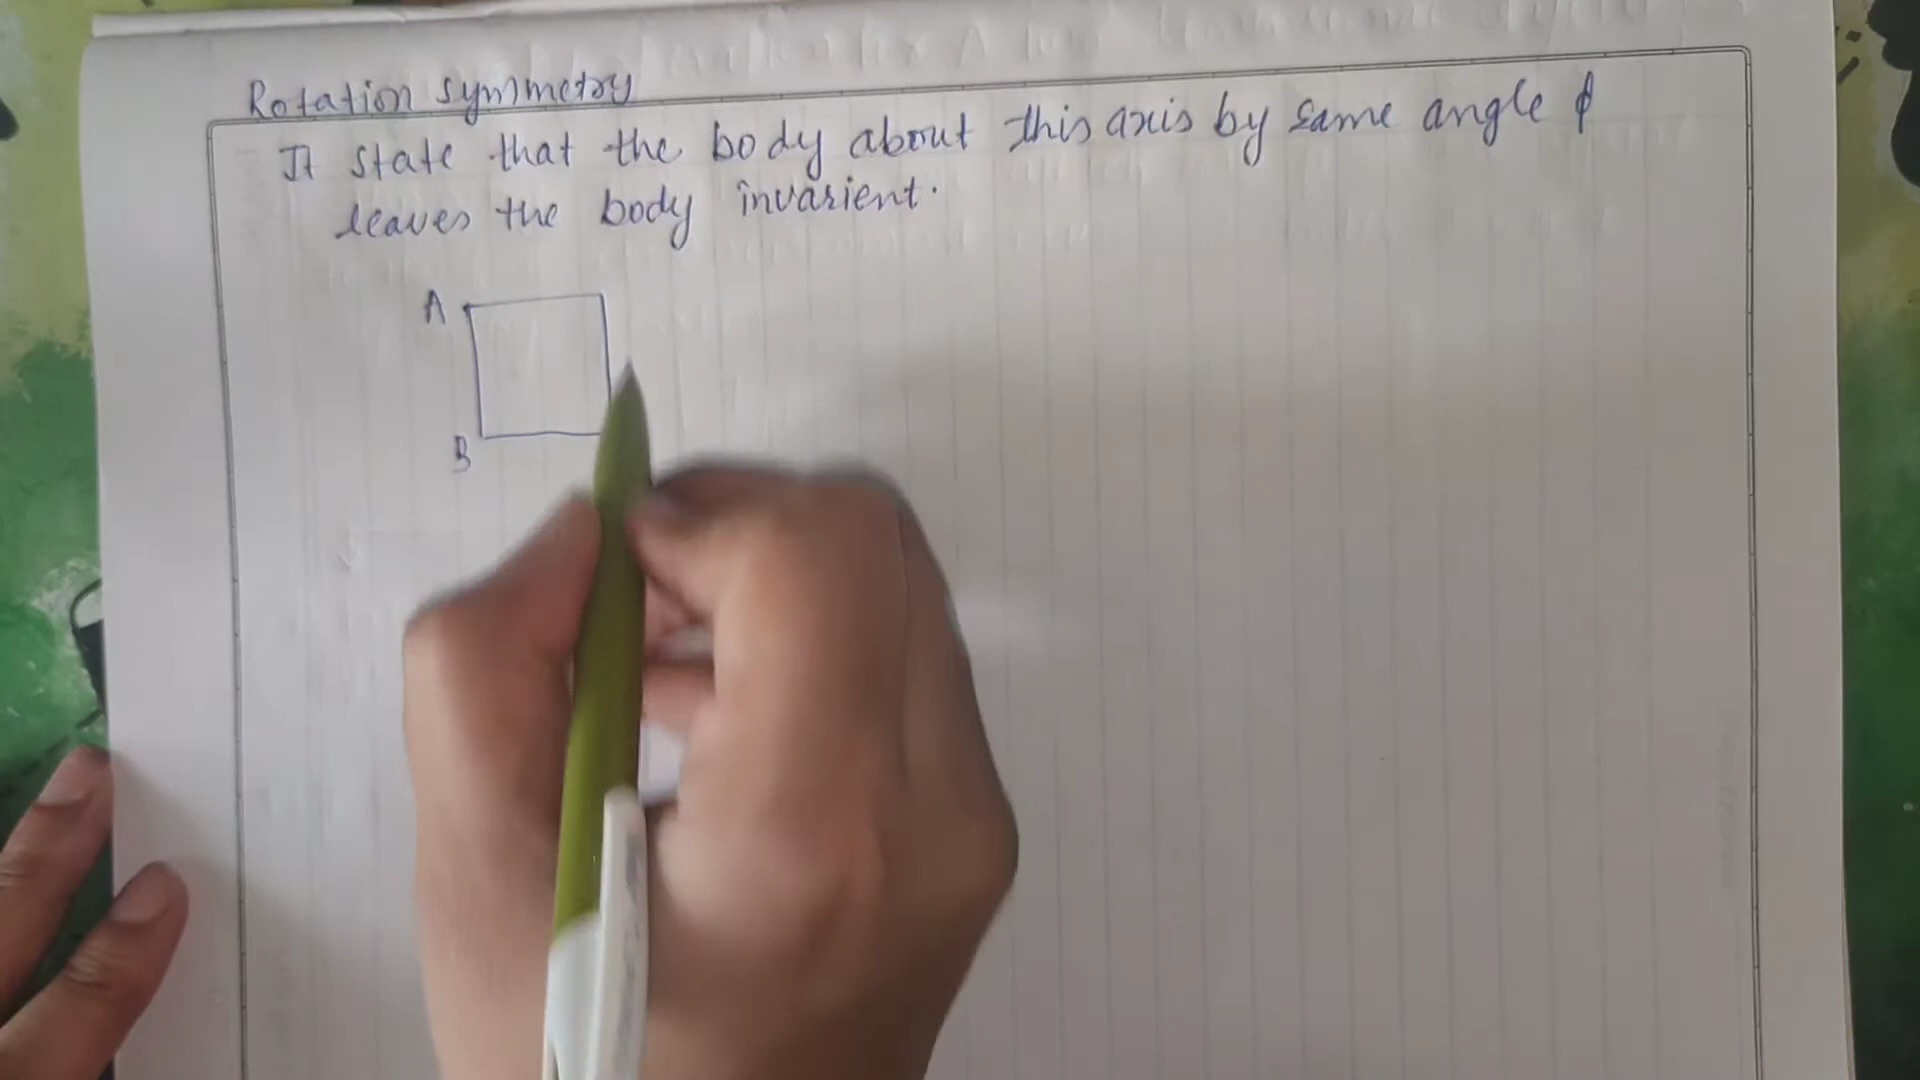 Rotation symmetry
It state that the body about this axis by same angle ϕ
leaves the body invarient.
A
B